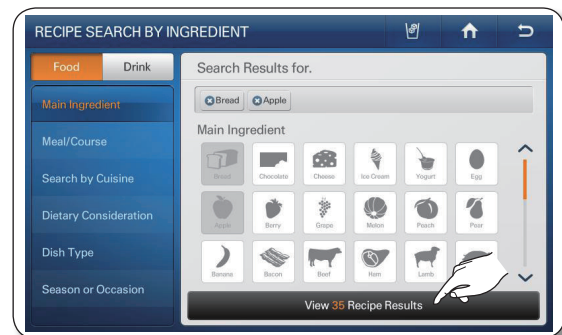 RECIPE SEARCH BY INGREDIENT
Food Drink
Main Ingredient
Meal/Course
Search by Cuisine
Dietary Consideration
Dish Type
Season or Occasion
Search Results for.
Bread Apple
Main Ingredient
Bread Chocolate Cheese Ice Cream Yogurt Egg
Apple Berry Grape Melon Peach Pear
Banana Bacon Beef Ham Lamb
View 35 Recipe Results